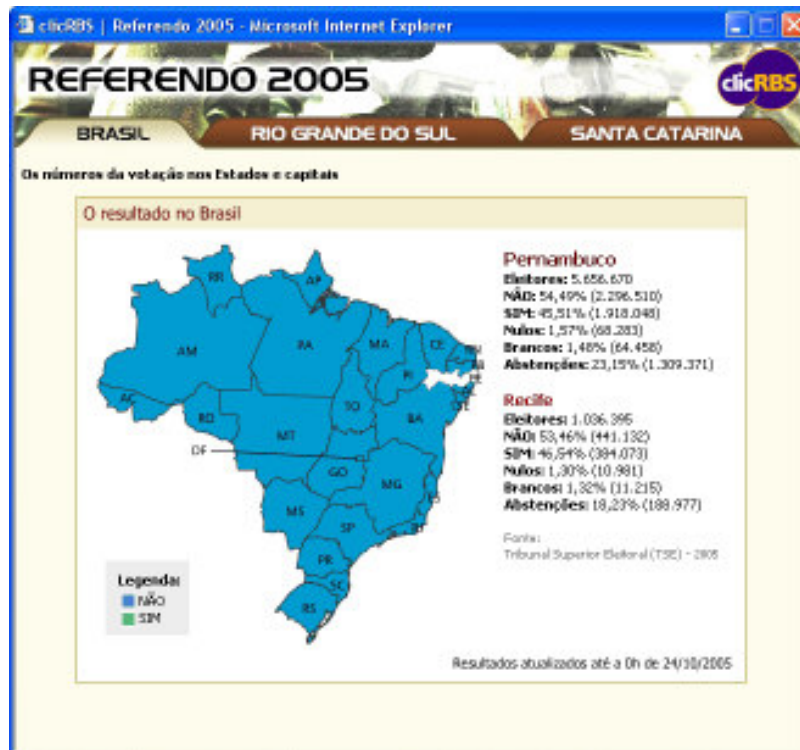 clicRBS | Referendo 2005 - Microsoft Internet Explorer
REFERENDO 2005
clicRBS
BRASIL
RIO GRANDE DO SUL
SANTA CATARINA
Os números da votação nos Estados e capitais
O resultado no Brasil
Pernambuco
Eleitores: 5.656.670
NÃO: 54,49% (2.296.510)
SIM: 45,51% (1.918.048)
Nulos: 1,57% (68.283)
Brancos: 1,48% (64.458)
Abstenções: 23,15% (1.309.371)
Recife
Eleitores: 1.036.395
NÃO: 53,46% (441.132)
SIM: 46,54% (384.073)
Nulos: 1,30% (10.981)
Brancos: 1,32% (11.215)
Abstenções: 18,23% (188.977)
Fonte:
Tribunal Superior Eleitoral (TSE) - 2005
RR
AP
AM
PA
MA
CE
PI
AC
RO
TO
BA
MT
DF
GO
MG
MS
SP
PR
SC
RS
Legenda:
NÃO
SIM
Resultados atualizados até a 0h de 24/10/2005